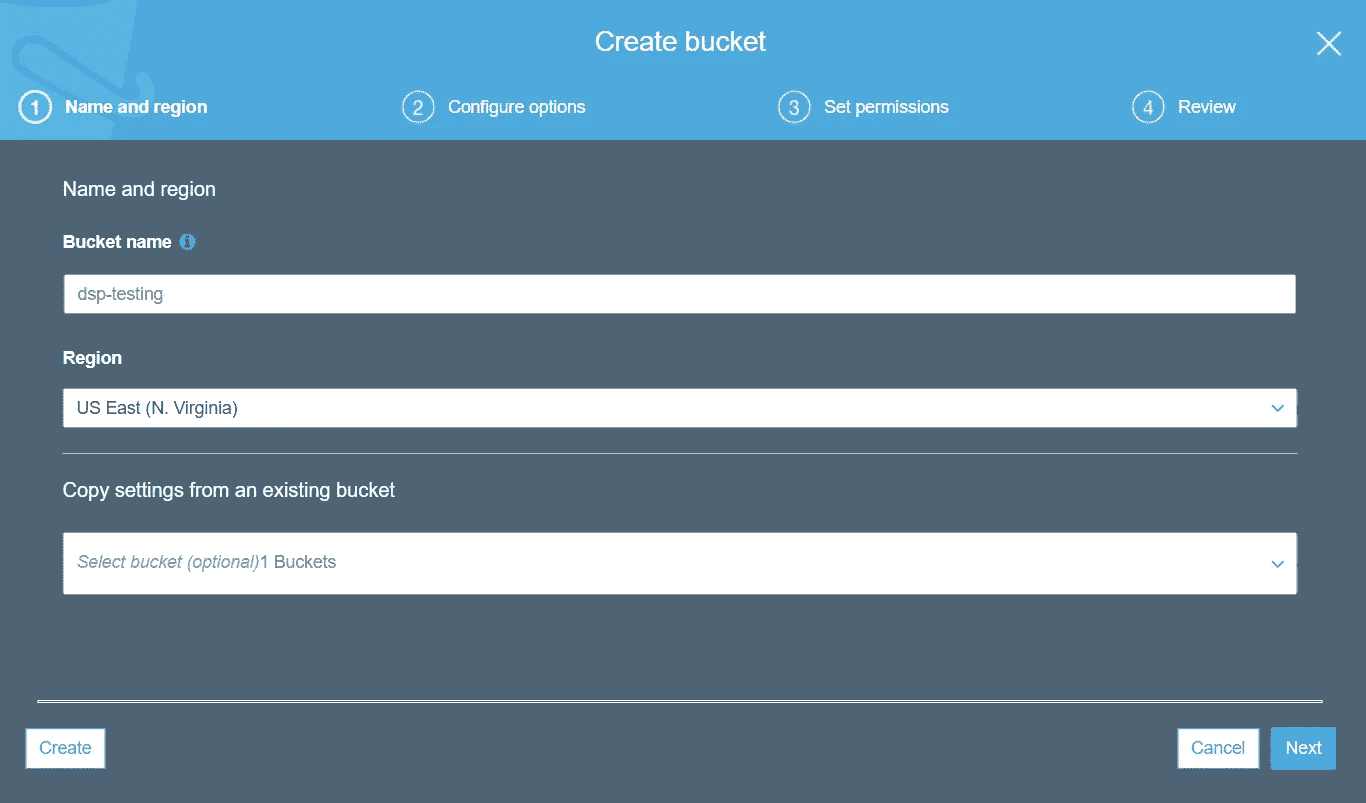 Create bucket
1 Name and region
2 Configure options
3 Set permissions
4 Review
Name and region
Bucket name
dsp-testing
Region
US East (N. Virginia)
Copy settings from an existing bucket
Select bucket (optional)1 Buckets
Create
Cancel
Next